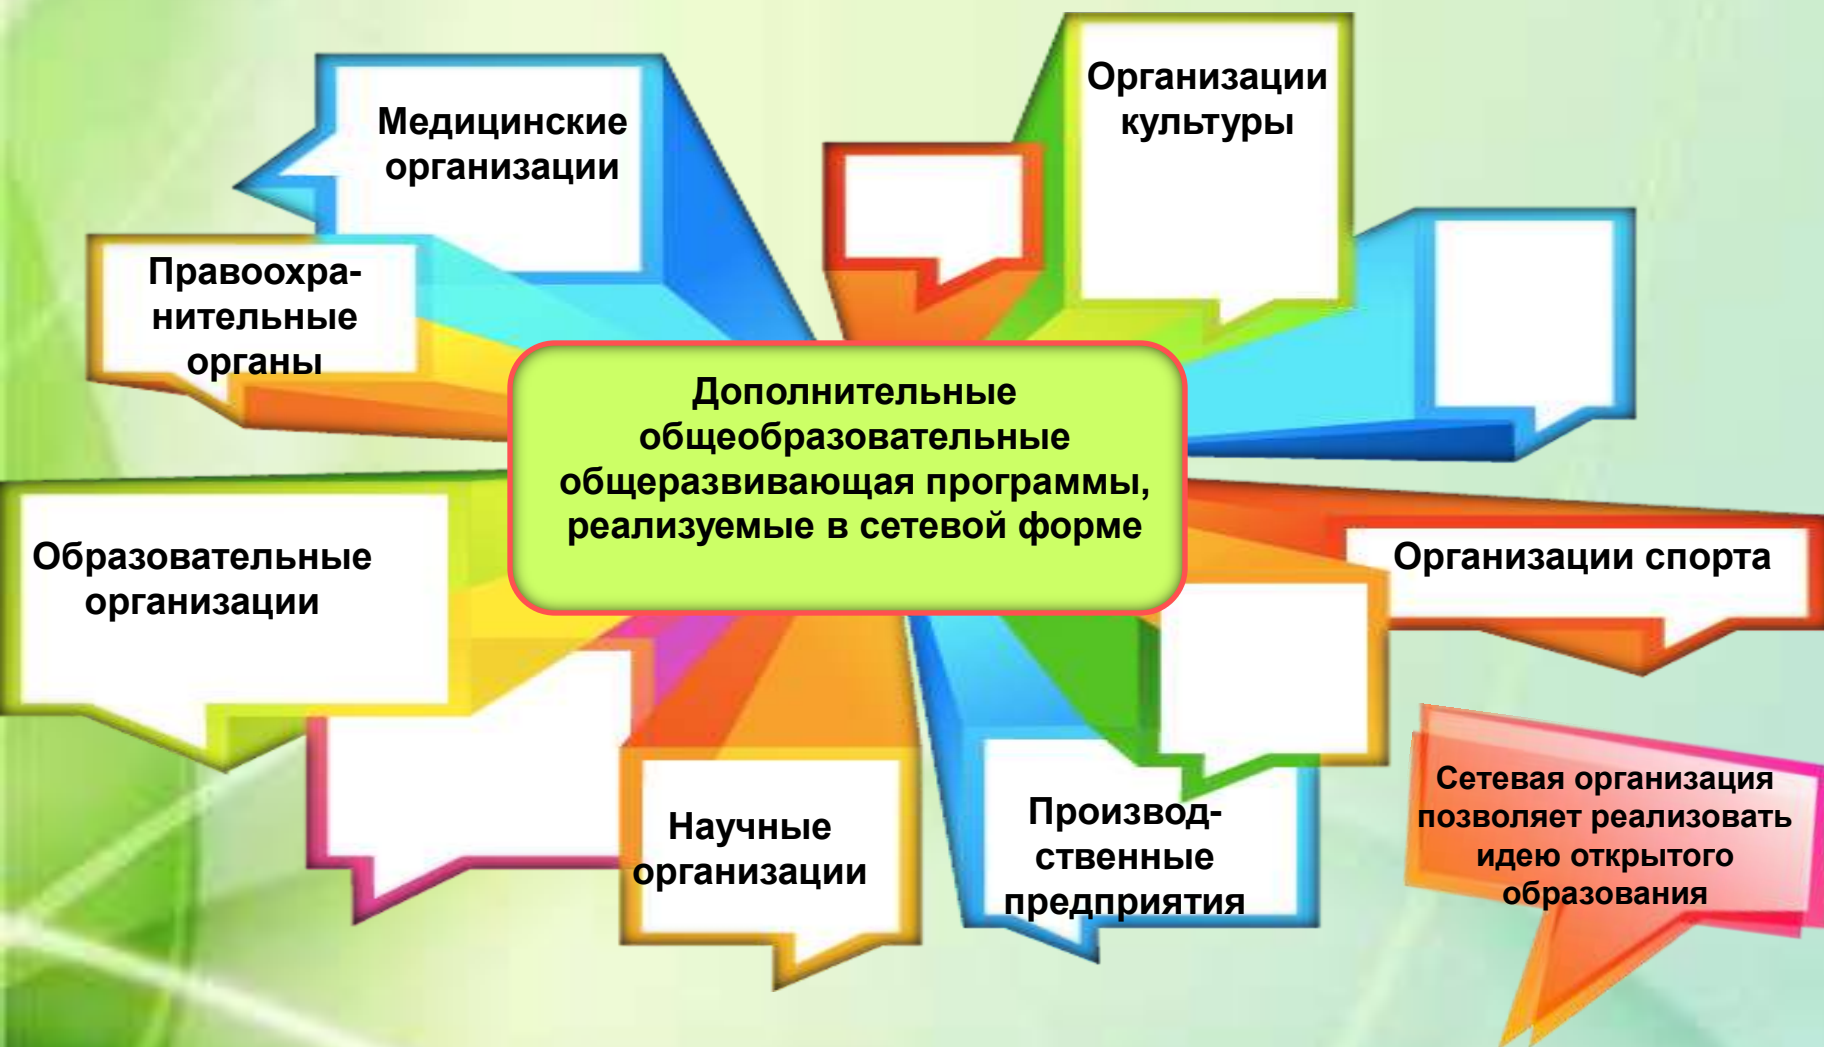 Организации
культуры
Медицинские
организации
Правоохра-
нительные
органы
Дополнительные
общеобразовательные
общеразвивающая программы,
реализуемые в сетевой форме
Образовательные
организации
Организации спорта
Научные
организации
Производ-
ственные
предприятия
Сетевая организация
позволяет реализовать
идею открытого
образования